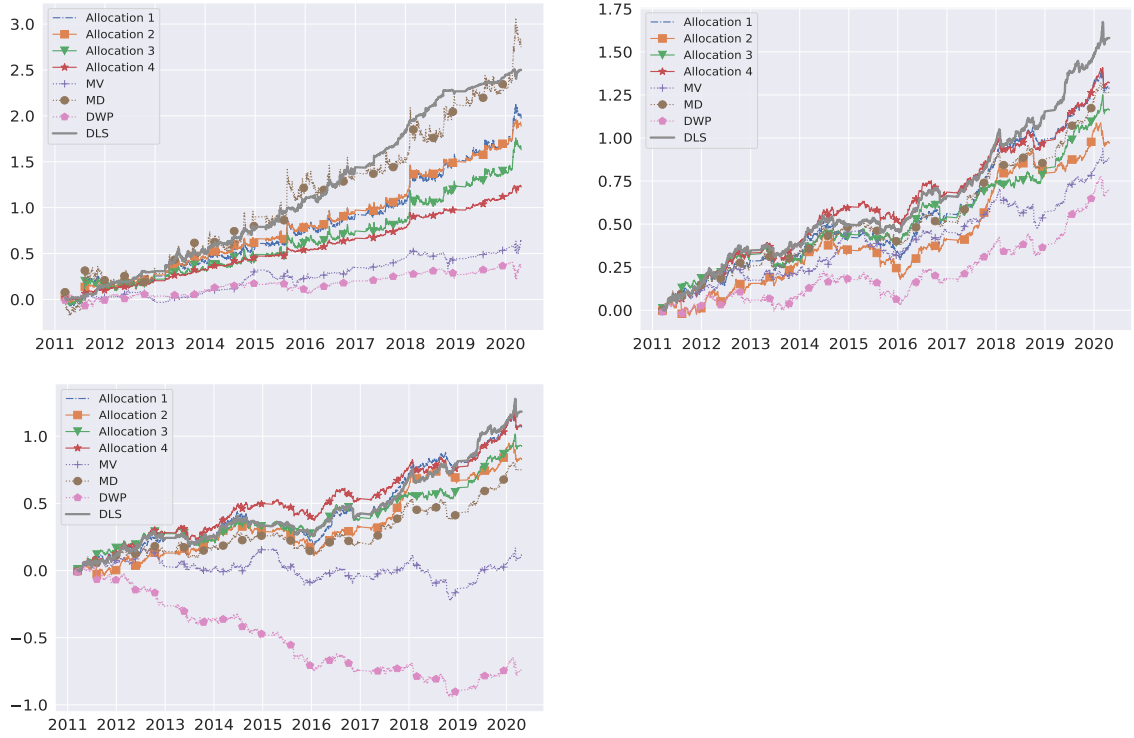 3.0
2.5
2.0
1.5
1.0
0.5
0.0
Allocation 1
Allocation 2
Allocation 3
Allocation 4
MV
MD
DWP
DLS
2011 2012 2013 2014 2015 2016 2017 2018 2019 2020
1.75
1.50
1.25
1.00
0.75
0.50
0.25
0.00
Allocation 1
Allocation 2
Allocation 3
Allocation 4
MV
MD
DWP
DLS
2011 2012 2013 2014 2015 2016 2017 2018 2019 2020
1.0
0.5
0.0
−0.5
−1.0
Allocation 1
Allocation 2
Allocation 3
Allocation 4
MV
MD
DWP
DLS
2011 2012 2013 2014 2015 2016 2017 2018 2019 2020